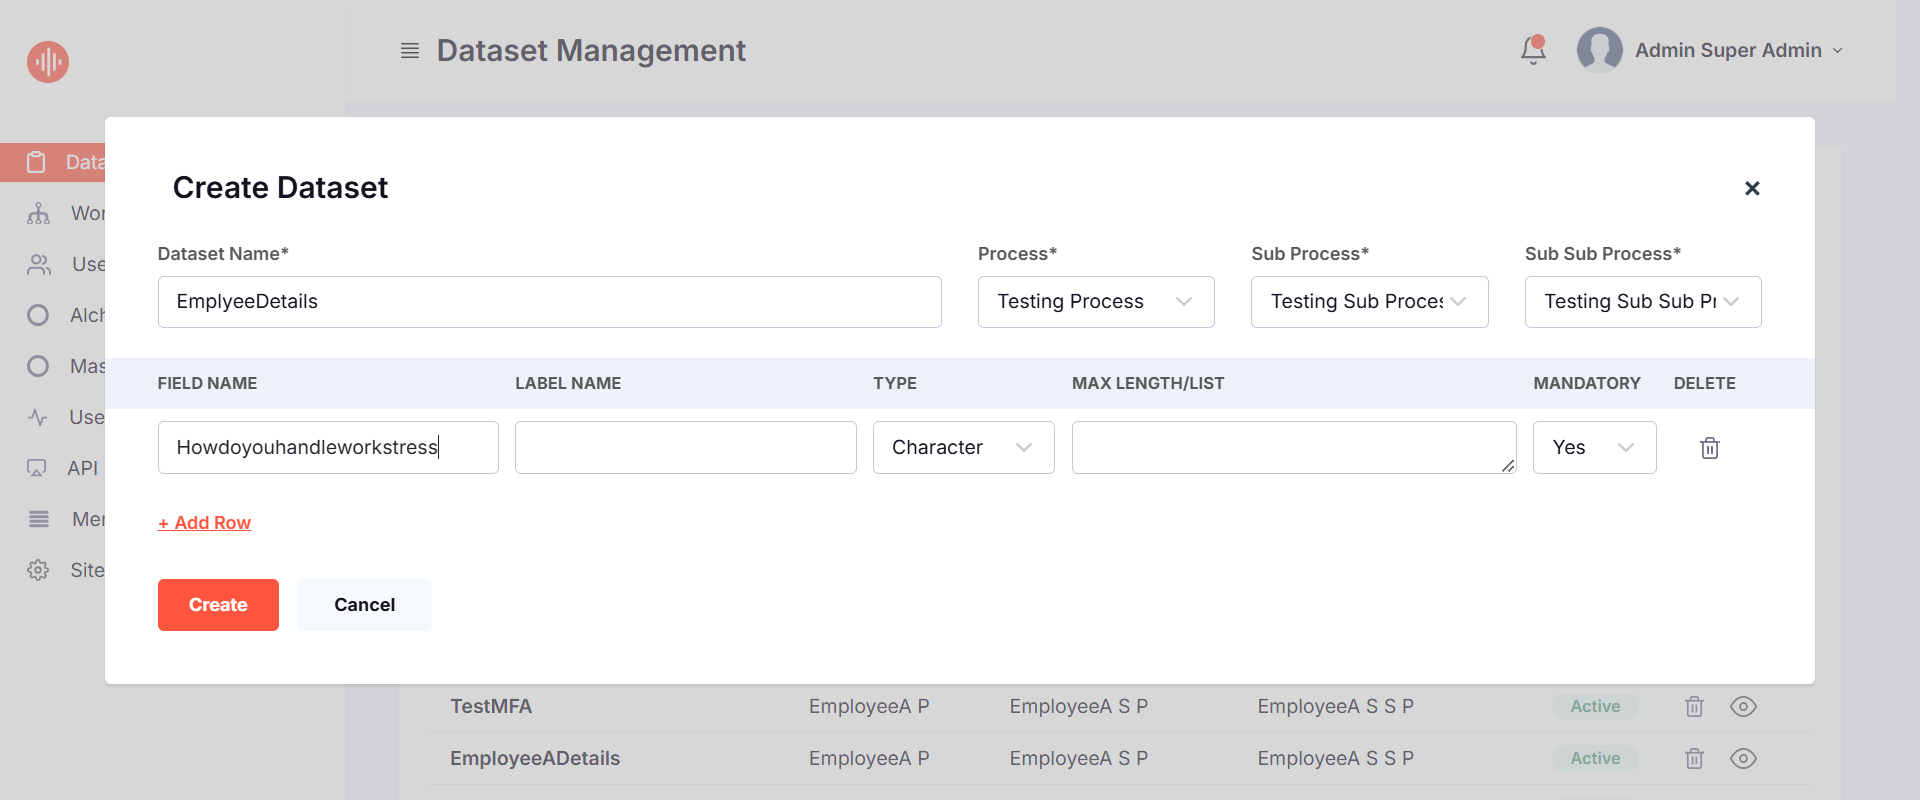 Dataset Management
Admin Super Admin
Data
Wor
Use
Alch
Mas
Use
API
Mer
Site
Create Dataset
Dataset Name* Process* Sub Process* Sub Sub Process*
EmplyeeDetails Testing Process Testing Sub Proces Testing Sub Sub Pr
FIELD NAME LABEL NAME TYPE MAX LENGTH/LIST MANDATORY DELETE
Howdoyouhandleworkstress Character Yes
+ Add Row
Create Cancel
TestMFA EmployeeA P EmployeeA S P EmployeeA S S P Active
EmployeeADetails EmployeeA P EmployeeA S P EmployeeA S S P Active